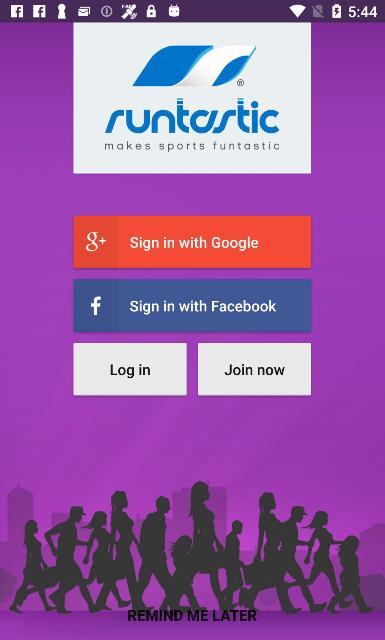 5:44
runtastic®
makes sports funtastic
g+ Sign in with Google
f Sign in with Facebook
Log in
Join now
REMIND ME LATER